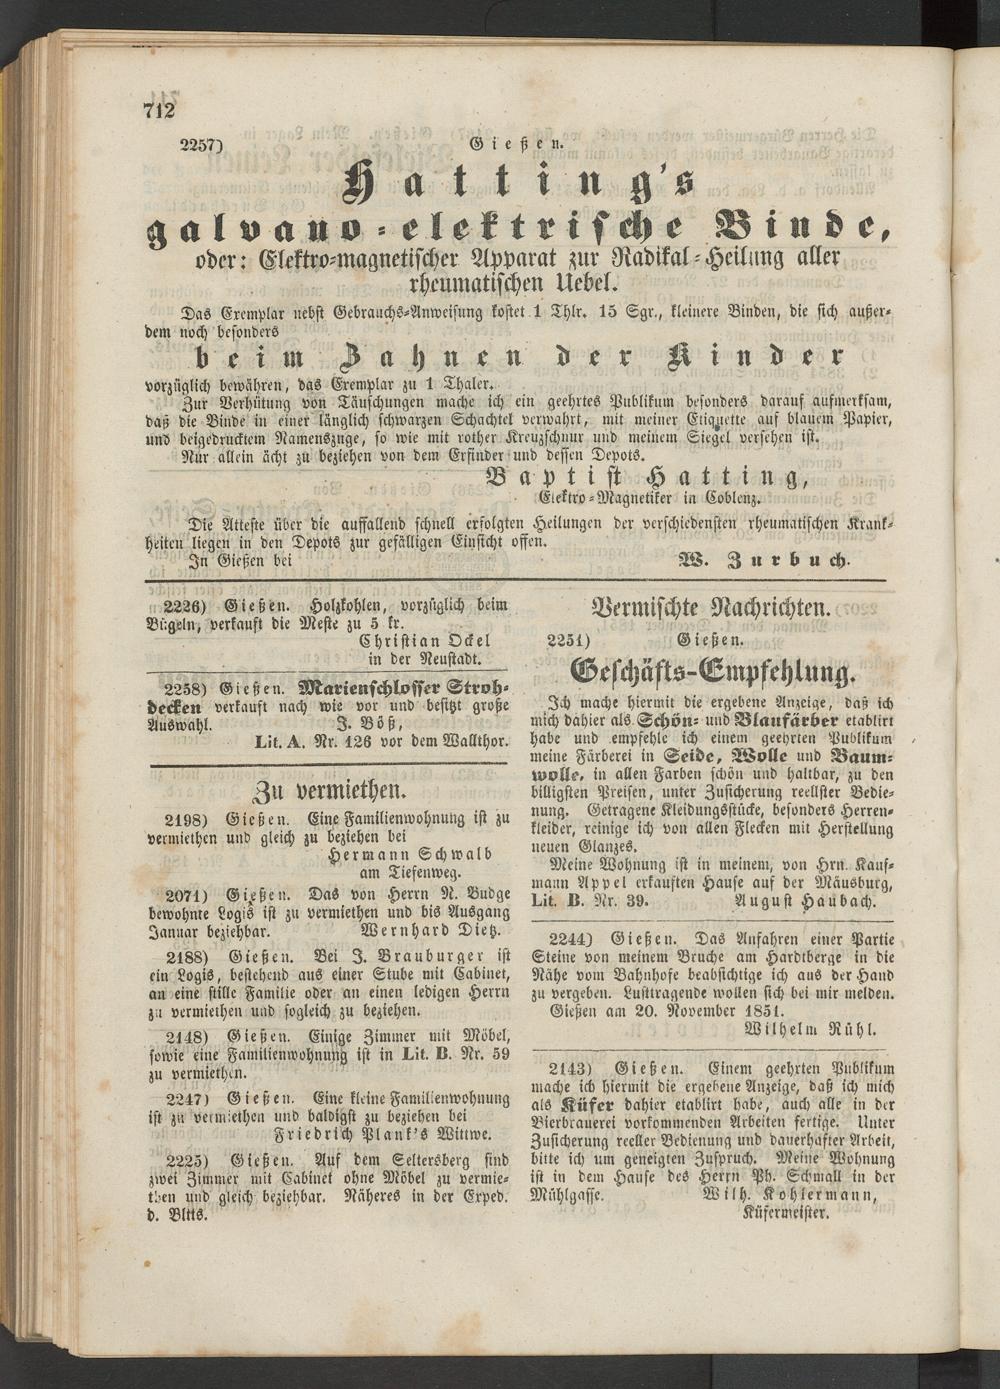 712
2257) Gießen.
Hatting's
galvano-elektrische Binde,
oder: Elektro-magnetischer Apparat zur Radikal-Heilung aller
rheumatischen Uebel.
Das Exemplar nebst Gebrauchs-Anweisung kostet 1 Thlr. 15 Sgr., kleinere Binden, die sich außer-
dem noch besonders
beim Zahnen der Kinder
vorzüglich bewähren, das Exemplar zu 1 Thaler.
Zur Verhütung von Täuschungen mache ich ein geehrtes Publikum besonders darauf aufmerksam,
daß die Binde in einer länglich schwarzen Schachtel verwahrt, mit meiner Etiquette auf blauem Papier,
und beigedrucktem Namenszuge, so wie mit rother Kreuzschnur und meinem Siegel versehen ist.
Nur allein ächt zu beziehen von dem Erfinder und dessen Depots.
Baptist Hatting,
Elektro-Magnetiker in Coblenz.
Die Atteste über die auffallend schnell erfolgten Heilungen der verschiedensten rheumatischen Krank-
heiten liegen in den Depots zur gefälligen Einsicht offen.
In Gießen bei W. Zurbuch.
2226) Gießen. Holzkohlen, vorzüglich beim
Bügeln, verkauft die Meste zu 5 kr.
Christian Ockel
in der Neustadt.
2258) Gießen. Marienschlosser Stroh-
decken verkauft nach wie vor und besitzt große
Auswahl. J. Böß,
Lit. A. Nr. 126 vor dem Wallthor.
Zu vermiethen.
2198) Gießen. Eine Familienwohnung ist zu
vermiethen und gleich zu beziehen bei
Hermann Schwalb
am Tiefenweg.
2071) Gießen. Das von Herrn N. Budge
bewohnte Logis ist zu vermiethen und bis Ausgang
Januar beziehbar. Wernhard Dietz.
2188) Gießen. Bei J. Brauburger ist
ein Logis, bestehend aus einer Stube mit Cabinet,
an eine stille Familie oder an einen ledigen Herrn
zu vermiethen und sogleich zu beziehen.
2148) Gießen. Einige Zimmer mit Möbel,
sowie eine Familienwohnung ist in Lit. B. Nr. 59
zu vermiethen.
2247) Gießen. Eine kleine Familienwohnung
ist zu vermiethen und baldigst zu beziehen bei
Friedrich Plank's Wittwe.
2225) Gießen. Auf dem Seltersberg sind
zwei Zimmer mit Cabinet ohne Möbel zu vermie-
then und gleich beziehbar. Näheres in der Exped.
d. Bltts.
Vermischte Nachrichten.
2251) Gießen.
Geschäfts-Empfehlung.
Ich mache hiermit die ergebene Anzeige, daß ich
mich dahier als Schön- und Blaufärber etablirt
habe und empfehle ich einem geehrten Publikum
meine Färberei in Seide, Wolle und Baum-
wolle, in allen Farben schön und haltbar, zu den
billigsten Preisen, unter Zusicherung reellster Bedie-
nung. Getragene Kleidungsstücke, besonders Herren-
kleider, reinige ich von allen Flecken mit Herstellung
neuen Glanzes.
Meine Wohnung ist in meinem, von Hrn. Kauf-
mann Appel erkauften Hause auf der Mäusburg,
Lit. B. Nr. 39. August Haubach.
2244) Gießen. Das Anfahren einer Partie
Steine von meinem Bruche am Hardtberge in die
Nähe vom Bahnhofe beabsichtige ich aus der Hand
zu vergeben. Lusttragende wollen sich bei mir melden.
Gießen am 20. November 1851.
Wilhelm Rühl.
2143) Gießen. Einem geehrten Publikum
mache ich hiermit die ergebene Anzeige, daß ich mich
als Küfer dahier etablirt habe, auch alle in der
Bierbrauerei vorkommenden Arbeiten fertige. Unter
Zusicherung reeller Bedienung und dauerhafter Arbeit,
bitte ich um geneigten Zuspruch. Meine Wohnung
ist in dem Hause des Herrn Ph. Schmall in der
Mühlgasse. Wilh. Kohlermann,
Küfermeister.